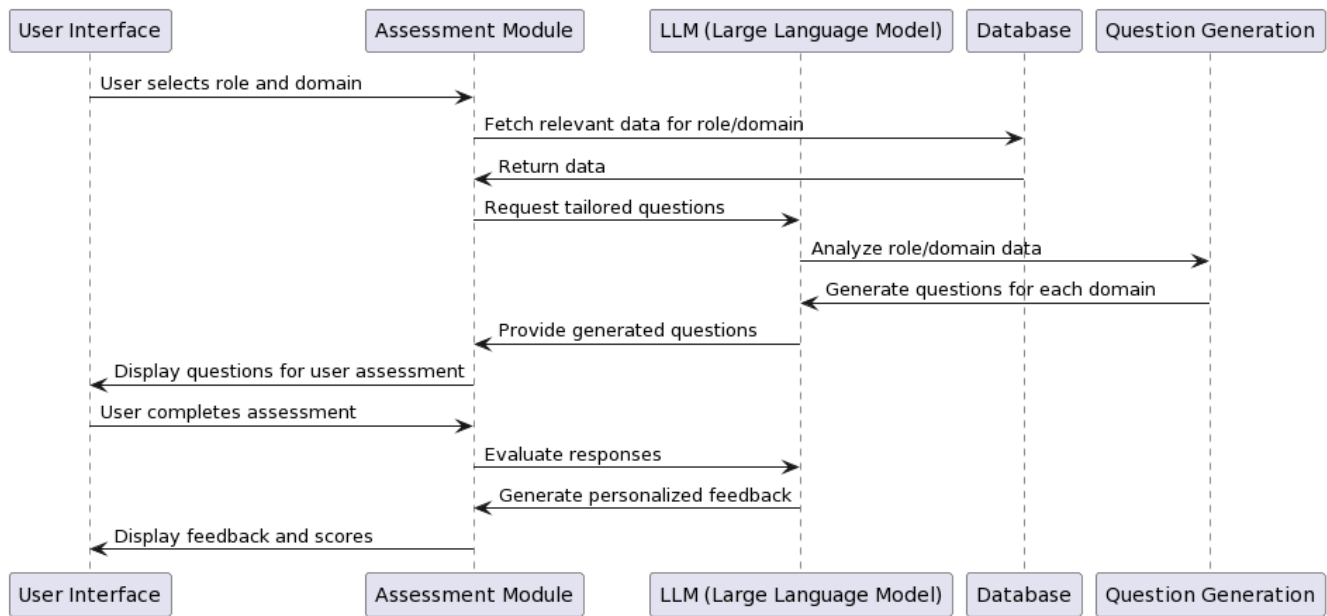 User Interface
Assessment Module
LLM (Large Language Model)
Database
Question Generation
User selects role and domain
Fetch relevant data for role/domain
Return data
Request tailored questions
Analyze role/domain data
Generate questions for each domain
Provide generated questions
Display questions for user assessment
User completes assessment
Evaluate responses
Generate personalized feedback
Display feedback and scores
User Interface
Assessment Module
LLM (Large Language Model)
Database
Question Generation